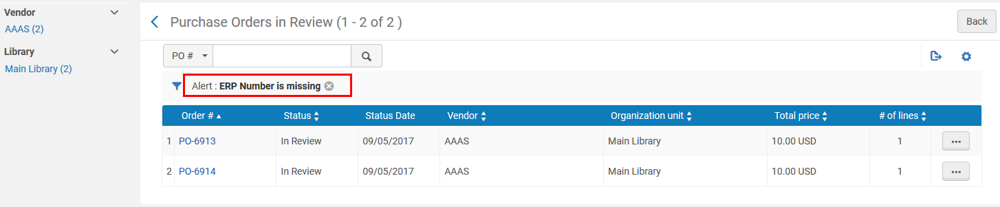 Vendor
AAAS (2)
Library
Main Library (2)
Purchase Orders in Review (1 - 2 of 2 )
Back
PO #
Alert : ERP Number is missing
Order # Status Status Date Vendor Organization unit Total price # of lines
1 PO-6913 In Review 09/05/2017 AAAS Main Library 10.00 USD 1
2 PO-6914 In Review 09/05/2017 AAAS Main Library 10.00 USD 1